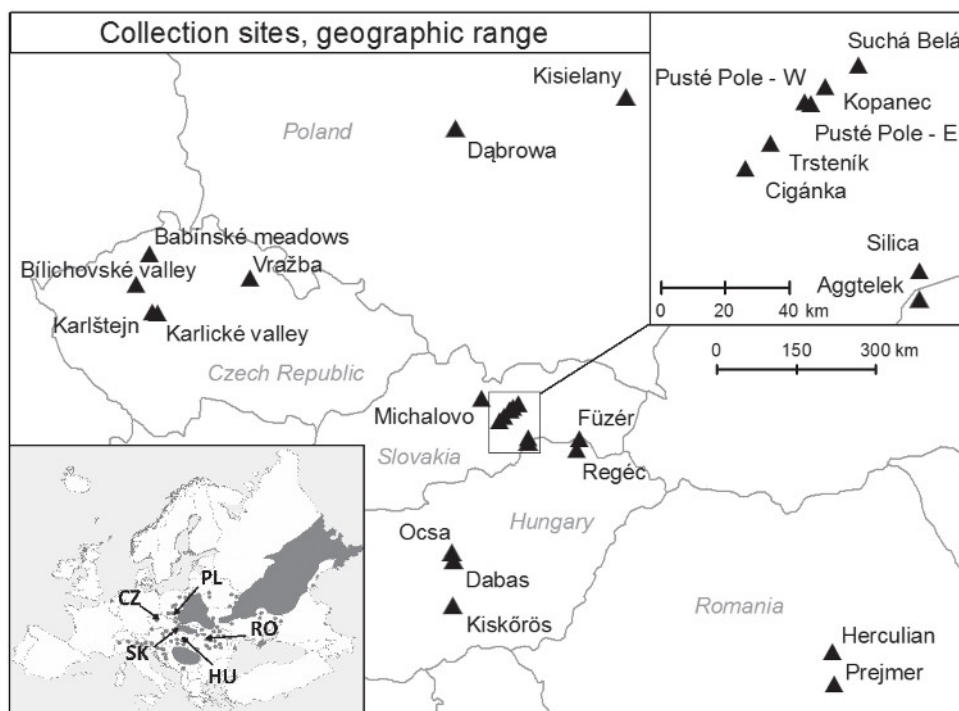 Collection sites, geographic range
Kisielany
Poland
Dąbrowa
Babínské meadows
Bílichovské valley
Vražba
Karlštejn
Karlické valley
Czech Republic
Suchá Belá
Pusté Pole - W
Kopanec
Pusté Pole - E
Trsteník
Cigánka
Silica
Aggtelek
0 20 40 km
0 150 300 km
Michalovo
Füzér
Slovakia
Regéc
Ocsa
Hungary
Dabas
Kiskőrös
Romania
Herculian
Prejmer
PL
CZ
RO
SK
HU